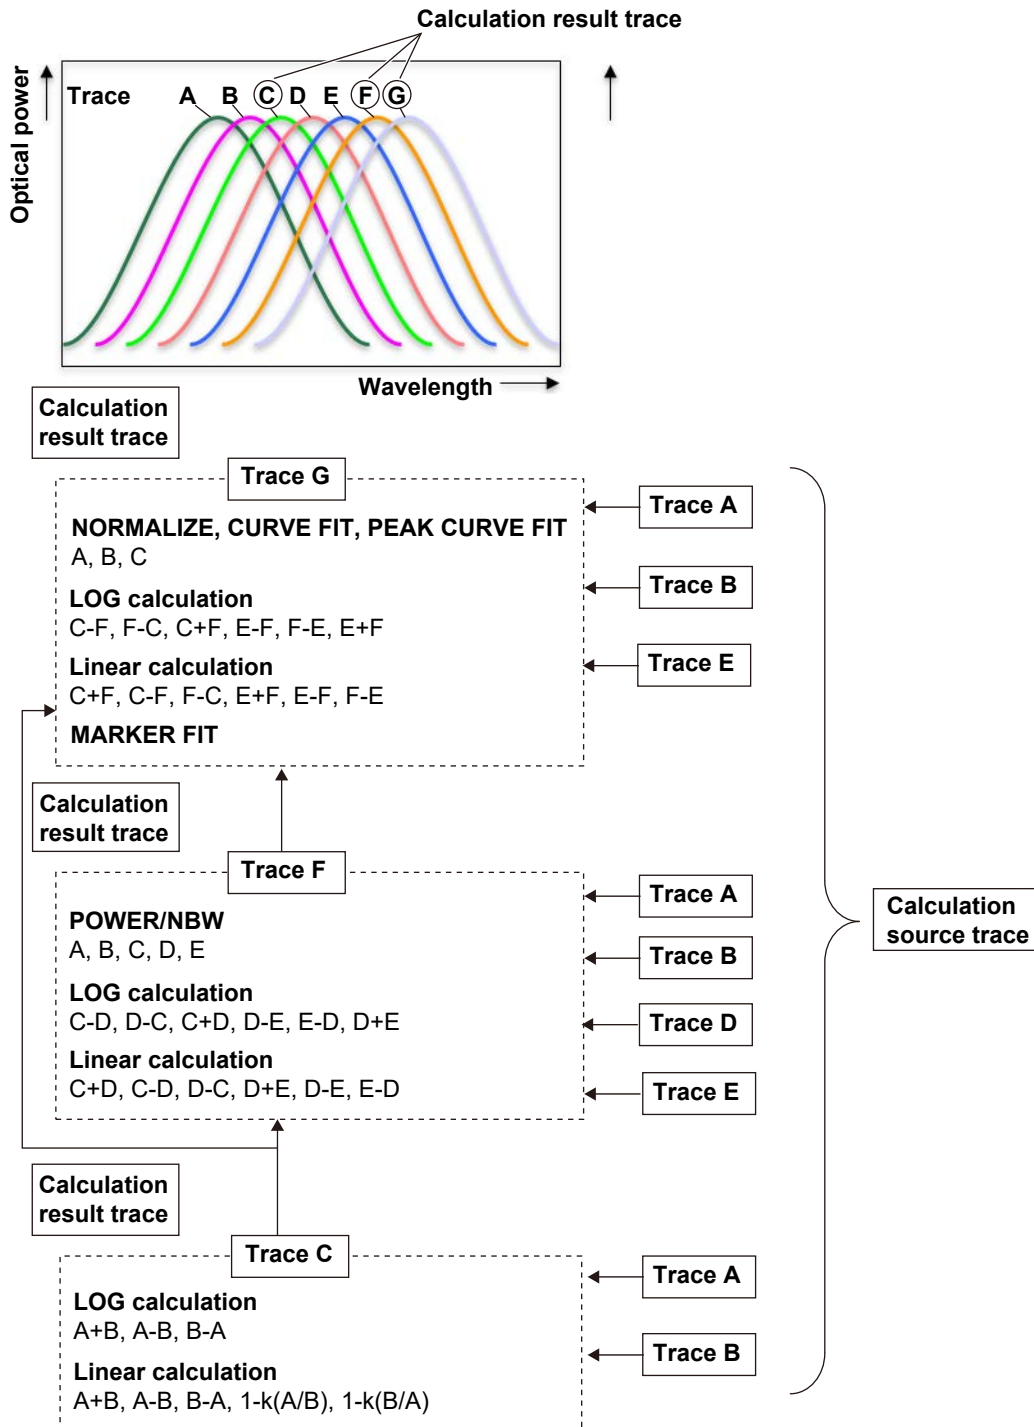 Calculation result trace
Optical power
Trace A B C D E F G
Wavelength
Calculation
result trace
Trace G
NORMALIZE, CURVE FIT, PEAK CURVE FIT
A, B, C
LOG calculation
C-F, F-C, C+F, E-F, F-E, E+F
Linear calculation
C+F, C-F, F-C, E+F, E-F, F-E
MARKER FIT
Trace A
Trace B
Trace E
Calculation
result trace
Trace F
POWER/NBW
A, B, C, D, E
LOG calculation
C-D, D-C, C+D, D-E, E-D, D+E
Linear calculation
C+D, C-D, D-C, D+E, D-E, E-D
Trace A
Trace B
Trace D
Trace E
Calculation
source trace
Calculation
result trace
Trace C
LOG calculation
A+B, A-B, B-A
Linear calculation
A+B, A-B, B-A, 1-k(A/B), 1-k(B/A)
Trace A
Trace B